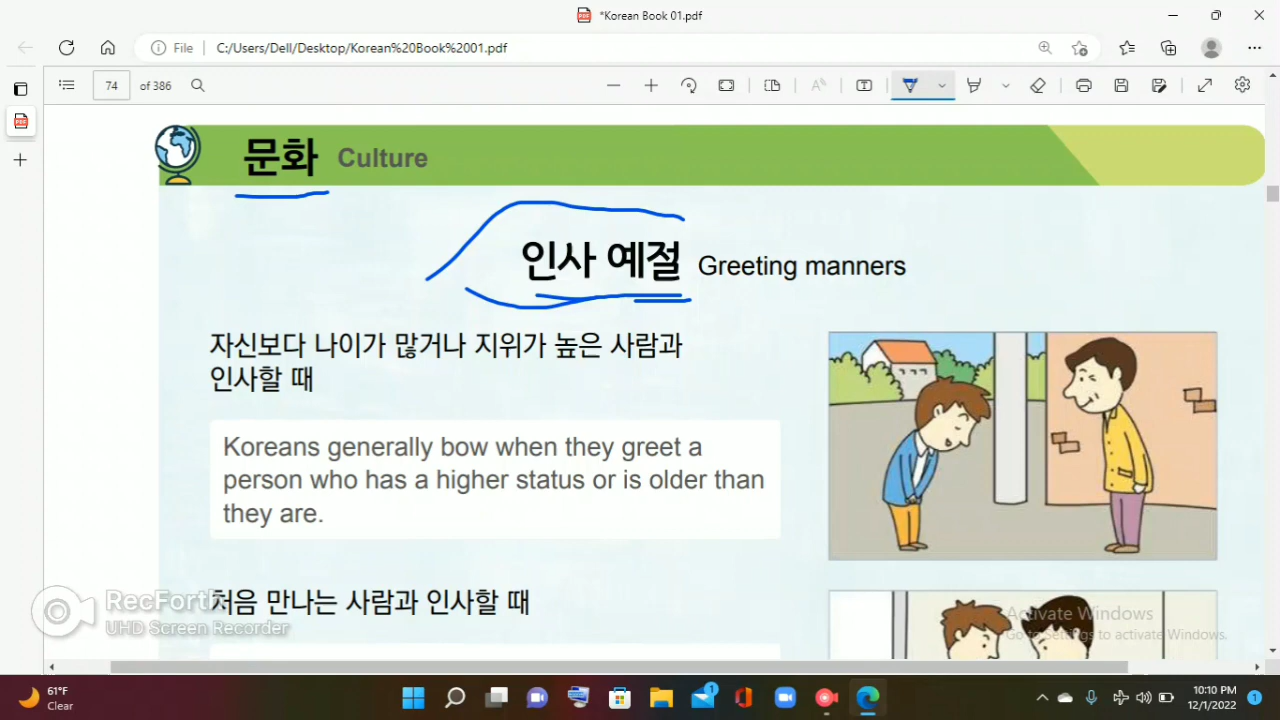 *Korean Book 01.pdf
File C:/Users/Dell/Desktop/Korean%20Book%2001.pdf
74 of 386
문화 Culture
인사 예절 Greeting manners
자신보다 나이가 많거나 지위가 높은 사람과
인사할 때
Koreans generally bow when they greet a
person who has a higher status or is older than
they are.
처음 만나는 사람과 인사할 때
RecForth
UHD Screen Recorder
Activate Windows
Go to Settings to activate Windows.
61°F
Clear
1
10:10 PM
12/1/2022
1